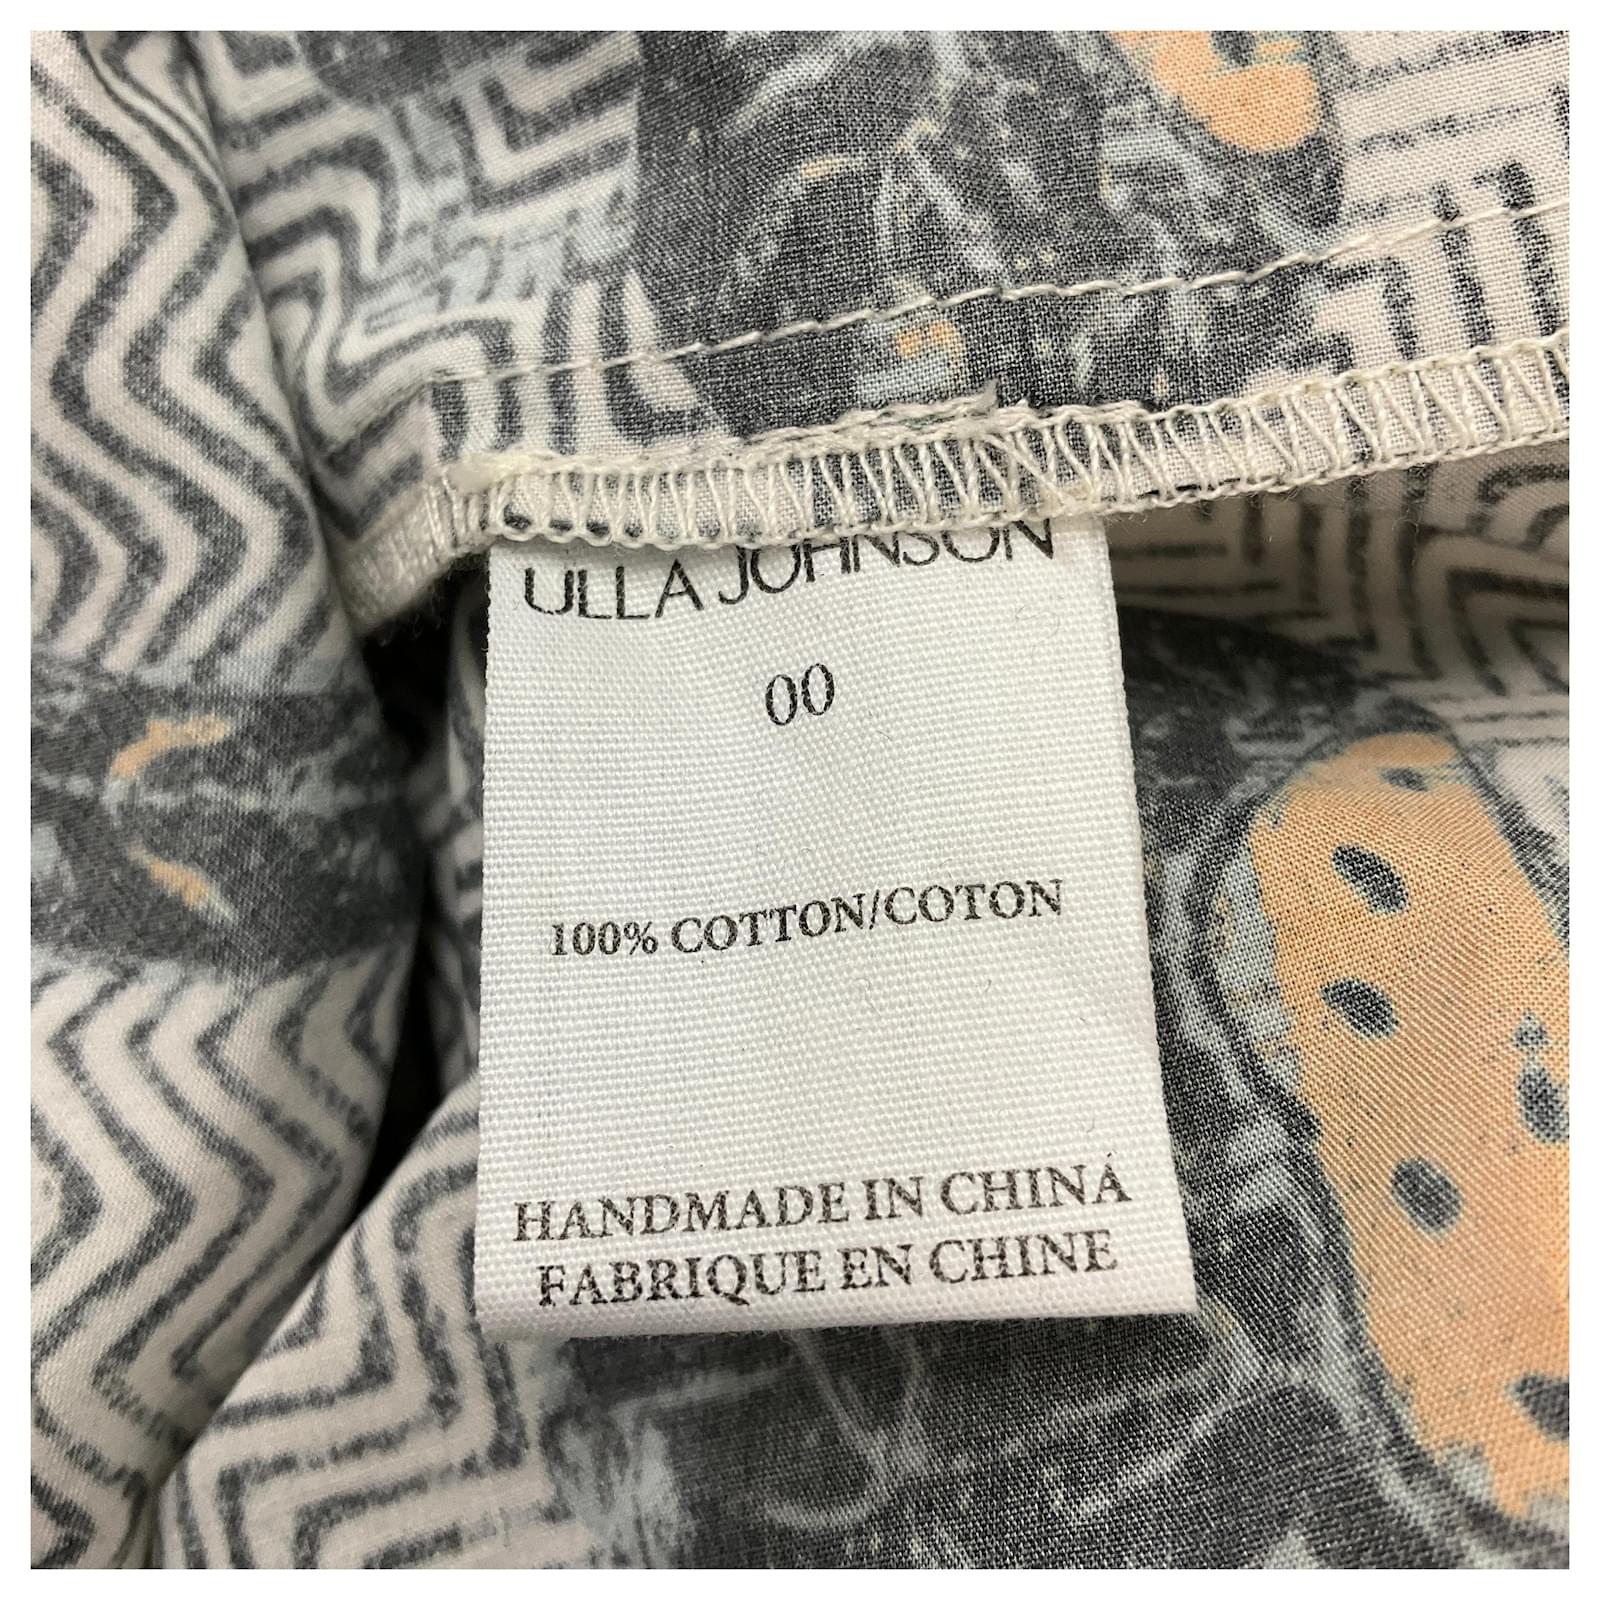 ULLA JOHNSON
00
100% COTTON/COTON
HANDMADE IN CHINA
FABRIQUE EN CHINE